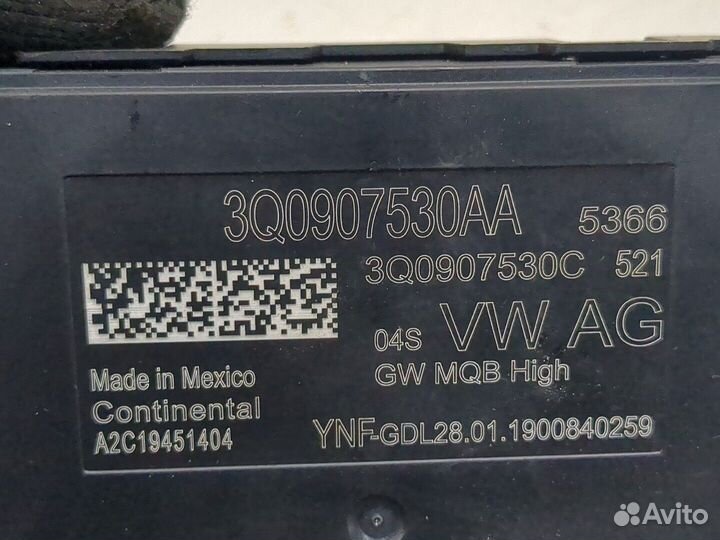 3Q0907530AA 5366
3Q0907530C 521
04S VW AG
GW MQB High
Made in Mexico
Continental
A2C19451404
YNF-GDL28.01.1900840259
Avito